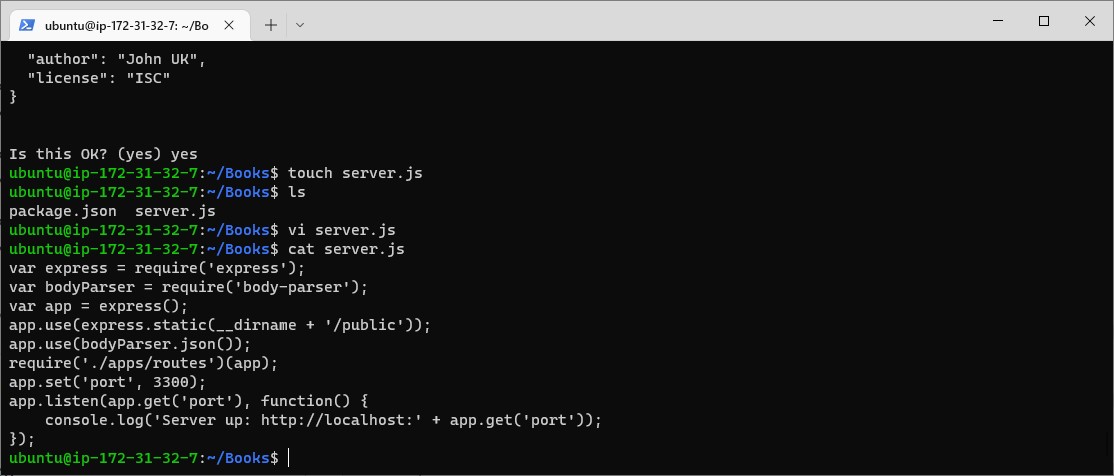 ubuntu@ip-172-31-32-7: ~/Bo
  "author": "John UK",
  "license": "ISC"
}
Is this OK? (yes) yes
ubuntu@ip-172-31-32-7:~/Books$ touch server.js
ubuntu@ip-172-31-32-7:~/Books$ ls
package.json  server.js
ubuntu@ip-172-31-32-7:~/Books$ vi server.js
ubuntu@ip-172-31-32-7:~/Books$ cat server.js
var express = require('express');
var bodyParser = require('body-parser');
var app = express();
app.use(express.static(__dirname + '/public'));
app.use(bodyParser.json());
require('./apps/routes')(app);
app.set('port', 3300);
app.listen(app.get('port'), function() {
    console.log('Server up: http://localhost:' + app.get('port'));
});
ubuntu@ip-172-31-32-7:~/Books$